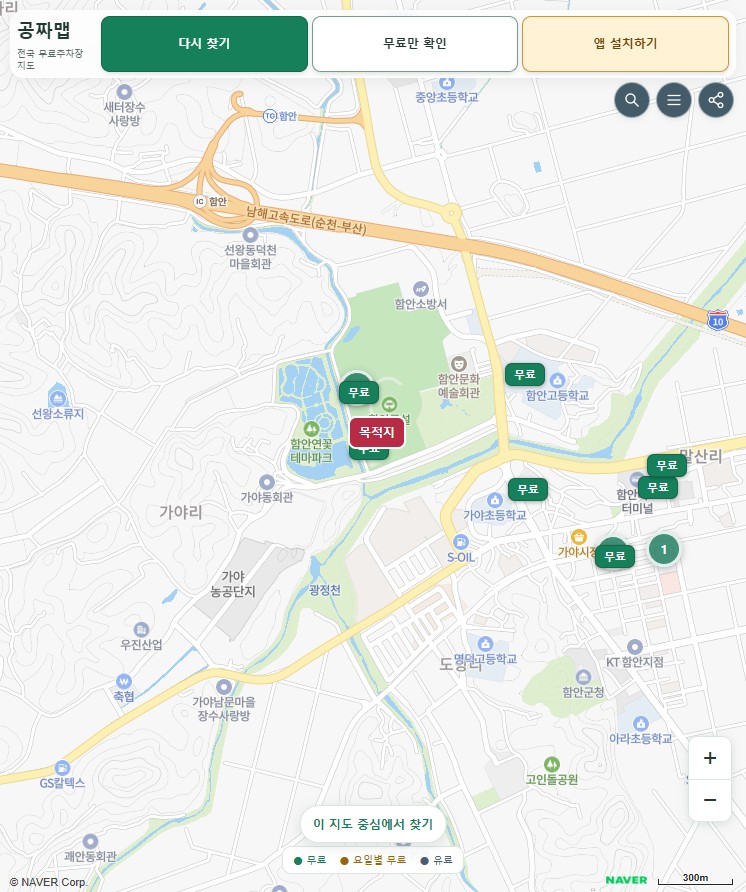 공짜맵
전국 무료주차장
지도
다시 찾기
무료만 확인
앱 설치하기
새터장수
사랑방
중앙초등학교
TG 함안
IC 함안
남해고속도로(순천-부산)
선왕동덕천
마을회관
함안소방서
10
함안문화
예술회관
무료
함안고등학교
무료
선왕소류지
목적지
함안연꽃
테마파크
말산리
무료
무료
가야동회관
무료
가야리
가야초등학교
터미널
S-OIL
가야시장
무료
1
가야
농공단지
광정천
우진산업
명덕고등학교
KT 함안지점
함안군청
축협
가야남문마을
장수사랑방
아라초등학교
GS칼텍스
고인돌공원
+
−
이 지도 중심에서 찾기
괘안동회관
무료
요일별 무료
유료
© NAVER Corp.
NAVER
300m